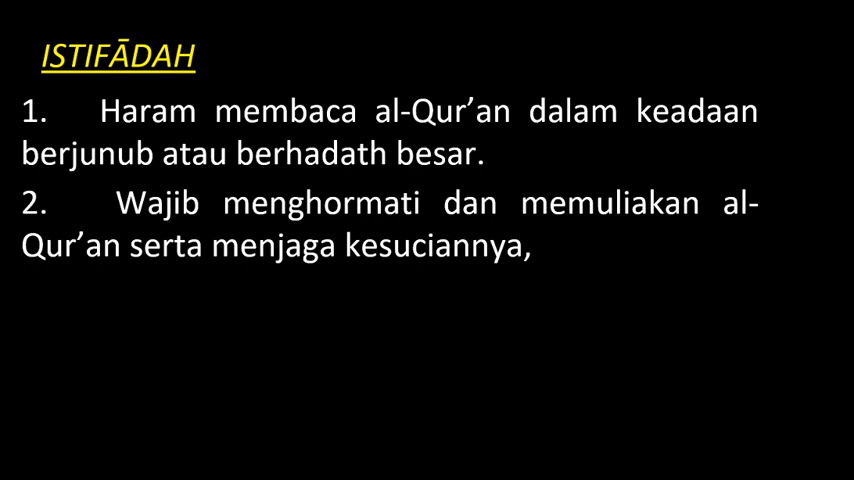 ISTIFĀDAH
1. Haram membaca al-Qur’an dalam keadaan
berjunub atau berhadath besar.
2. Wajib menghormati dan memuliakan al-
Qur’an serta menjaga kesuciannya,